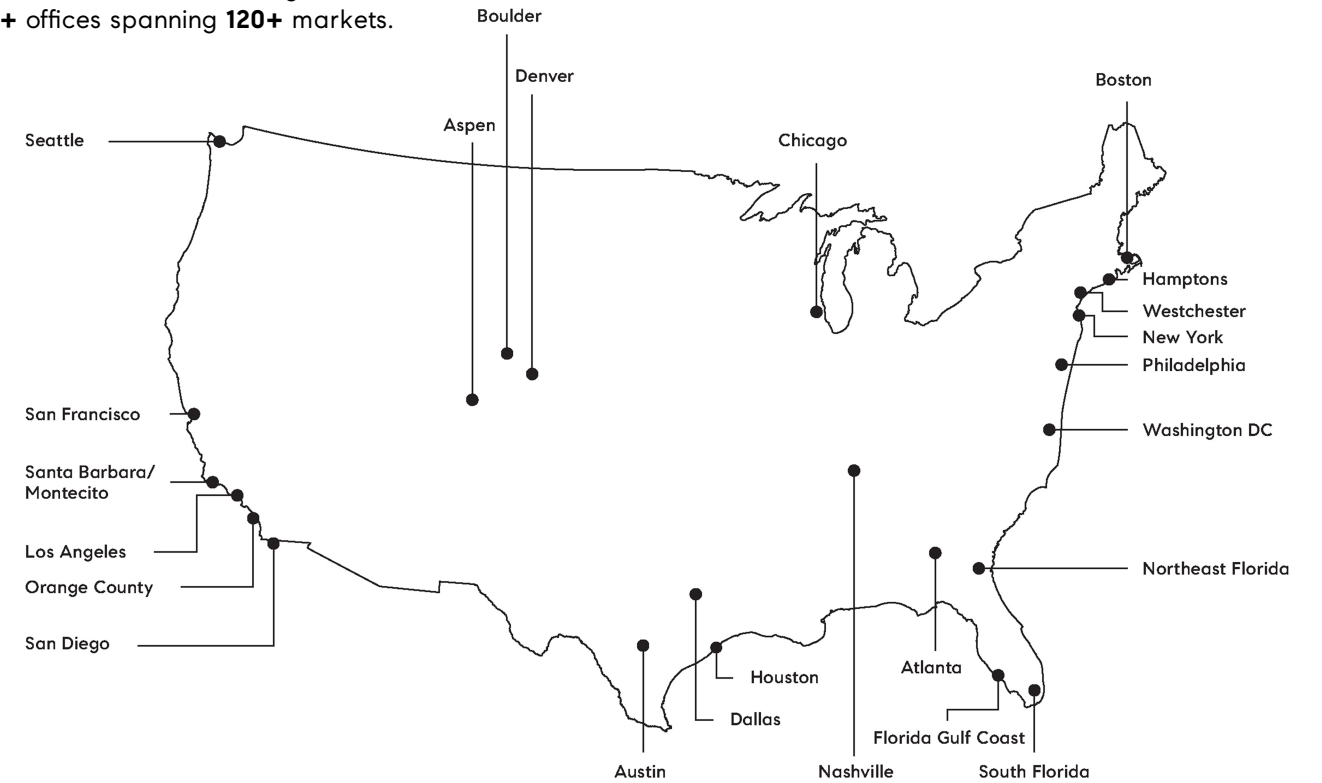 + offices spanning 120+ markets.
Boulder
Denver
Boston
Aspen
Seattle
Chicago
Hamptons
Westchester
New York
Philadelphia
San Francisco
Washington DC
Santa Barbara/
Montecito
Los Angeles
Orange County
Northeast Florida
San Diego
Atlanta
Houston
Dallas
Florida Gulf Coast
Austin
Nashville
South Florida